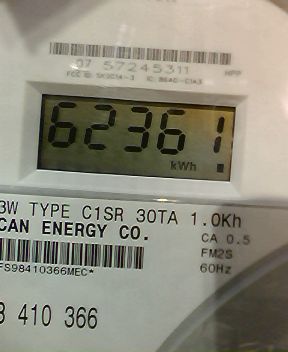 07 57245311
HPP
62361
kWh
3W TYPE C1SR 30TA 1.0Kh
CAN ENERGY CO.
CA 0.5
FM2S
60Hz
FS98410366MEC*
8 410 366